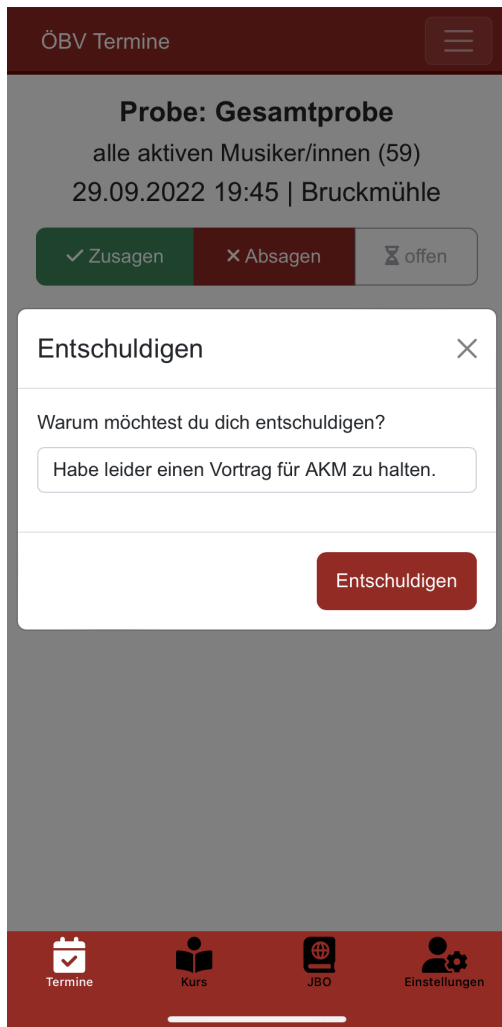 ÖBV Termine
Probe: Gesamtprobe
alle aktiven Musiker/innen (59)
29.09.2022 19:45 | Bruckmühle
Zusagen Absagen offen
Entschuldigen
Warum möchtest du dich entschuldigen?
Habe leider einen Vortrag für AKM zu halten.
Entschuldigen
Termine Kurs JBO Einstellungen